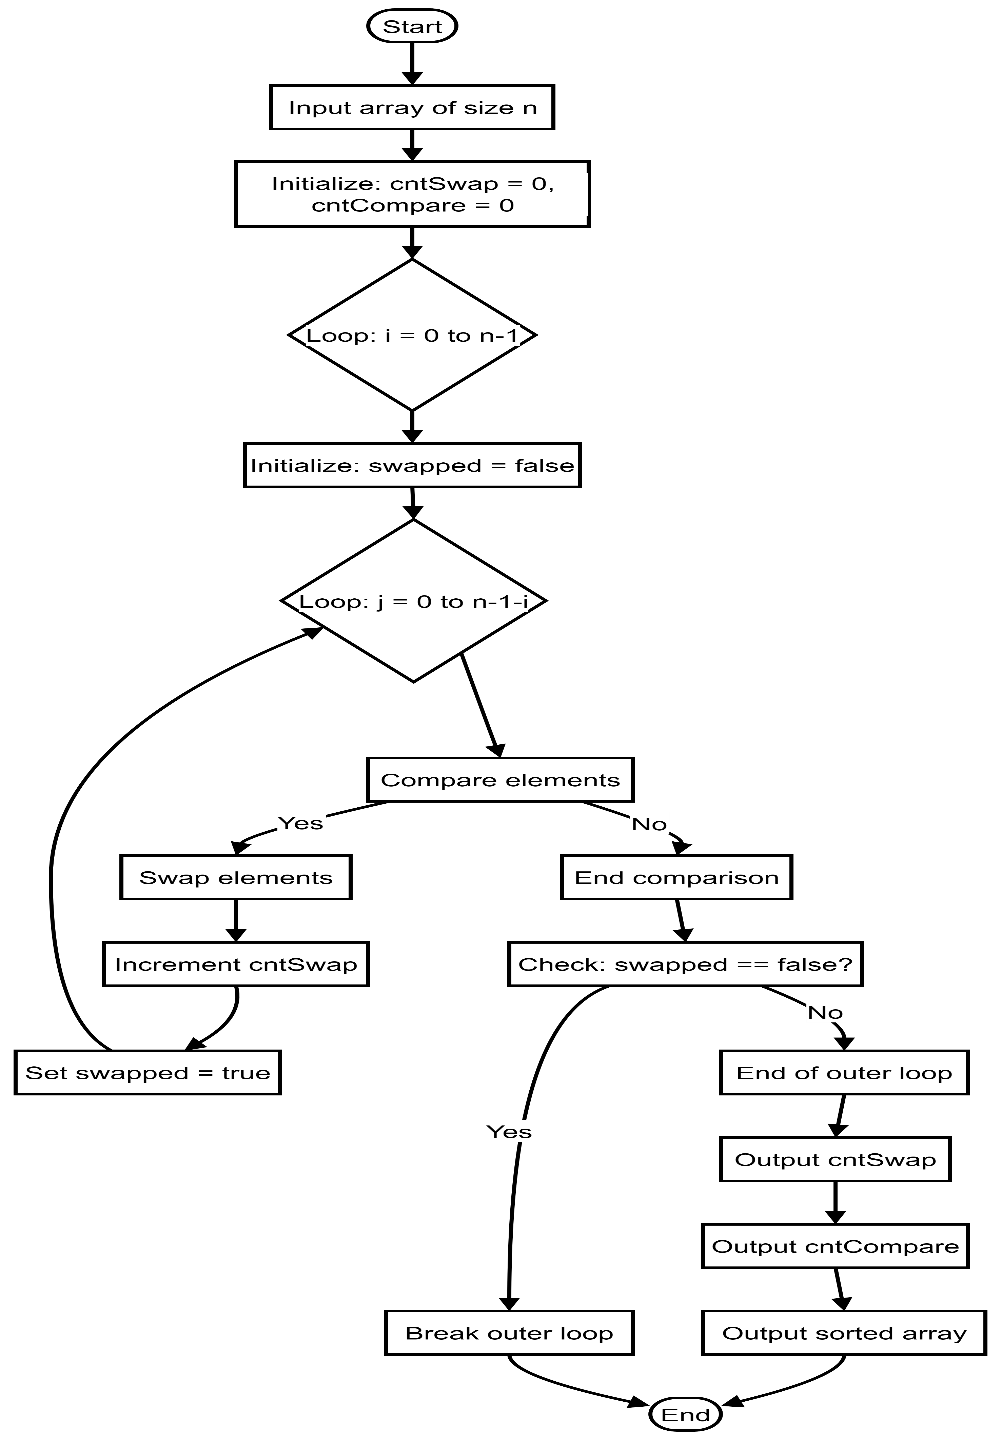 Start
Input array of size n
Initialize: cntSwap = 0,
cntCompare = 0
Loop: i = 0 to n-1
Initialize: swapped = false
Loop: j = 0 to n-1-i
Compare elements
Yes
No
Swap elements
End comparison
Increment cntSwap
Check: swapped == false?
No
Set swapped = true
End of outer loop
Yes
Output cntSwap
Output cntCompare
Break outer loop
Output sorted array
End